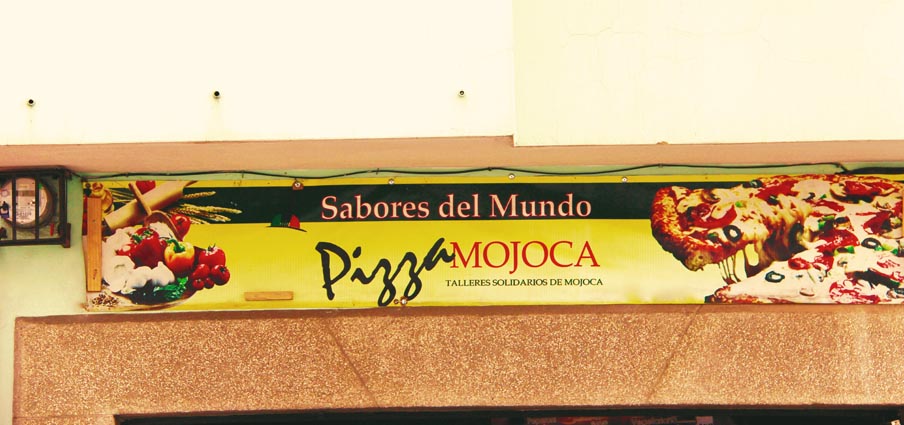 Sabores del Mundo
Pizza MOJOCA
TALLERES SOLIDARIOS DE MOJOCA